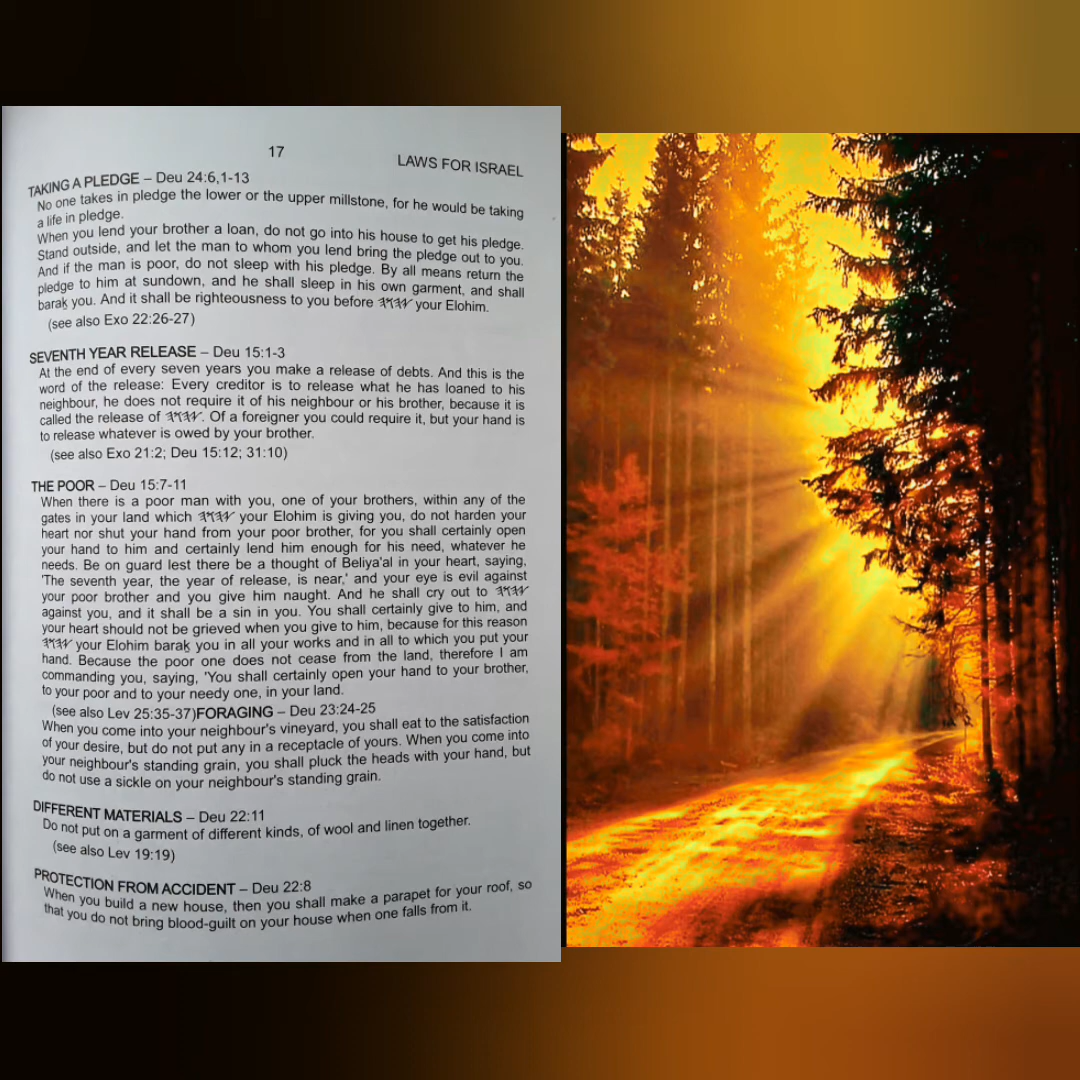 17
LAWS FOR ISRAEL
TAKING A PLEDGE – Deu 24:6,1-13
No one takes in pledge the lower or the upper millstone, for he would be taking
a life in pledge.
When you lend your brother a loan, do not go into his house to get his pledge.
Stand outside, and let the man to whom you lend bring the pledge out to you.
And if the man is poor, do not sleep with his pledge. By all means return the
pledge to him at sundown, and he shall sleep in his own garment, and shall
barak̲ you. And it shall be righteousness to you before 𐤉𐤄𐤅𐤄 your Elohim.
(see also Exo 22:26-27)
SEVENTH YEAR RELEASE – Deu 15:1-3
At the end of every seven years you make a release of debts. And this is the
word of the release: Every creditor is to release what he has loaned to his
neighbour, he does not require it of his neighbour or his brother, because it is
called the release of 𐤉𐤄𐤅𐤄. Of a foreigner you could require it, but your hand is
to release whatever is owed by your brother.
(see also Exo 21:2; Deu 15:12; 31:10)
THE POOR – Deu 15:7-11
When there is a poor man with you, one of your brothers, within any of the
gates in your land which 𐤉𐤄𐤅𐤄 your Elohim is giving you, do not harden your
heart nor shut your hand from your poor brother, for you shall certainly open
your hand to him and certainly lend him enough for his need, whatever he
needs. Be on guard lest there be a thought of Beliya'al in your heart, saying,
'The seventh year, the year of release, is near,' and your eye is evil against
your poor brother and you give him naught. And he shall cry out to 𐤉𐤄𐤅𐤄
against you, and it shall be a sin in you. You shall certainly give to him, and
your heart should not be grieved when you give to him, because for this reason
𐤉𐤄𐤅𐤄 your Elohim barak̲ you in all your works and in all to which you put your
hand. Because the poor one does not cease from the land, therefore I am
commanding you, saying, 'You shall certainly open your hand to your brother,
to your poor and to your needy one, in your land.
(see also Lev 25:35-37)FORAGING – Deu 23:24-25
When you come into your neighbour's vineyard, you shall eat to the satisfaction
of your desire, but do not put any in a receptacle of yours. When you come into
your neighbour's standing grain, you shall pluck the heads with your hand, but
do not use a sickle on your neighbour's standing grain.
DIFFERENT MATERIALS – Deu 22:11
Do not put on a garment of different kinds, of wool and linen together.
(see also Lev 19:19)
PROTECTION FROM ACCIDENT – Deu 22:8
When you build a new house, then you shall make a parapet for your roof, so
that you do not bring blood-guilt on your house when one falls from it.